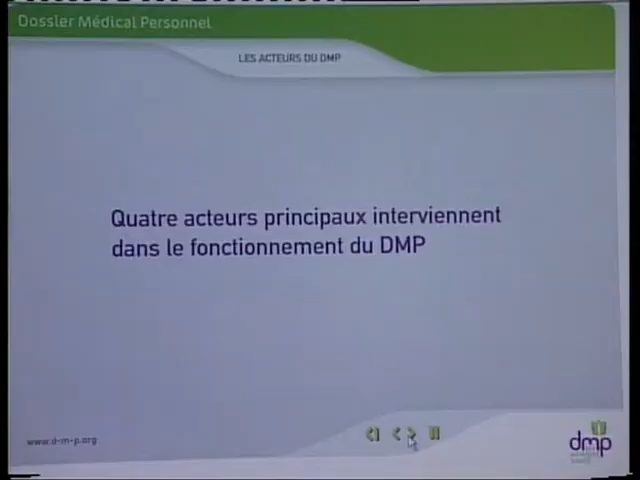 Dossier Médical Personnel
LES ACTEURS DU DMP
Quatre acteurs principaux interviennent
dans le fonctionnement du DMP
www.d-m-p.org
dmp